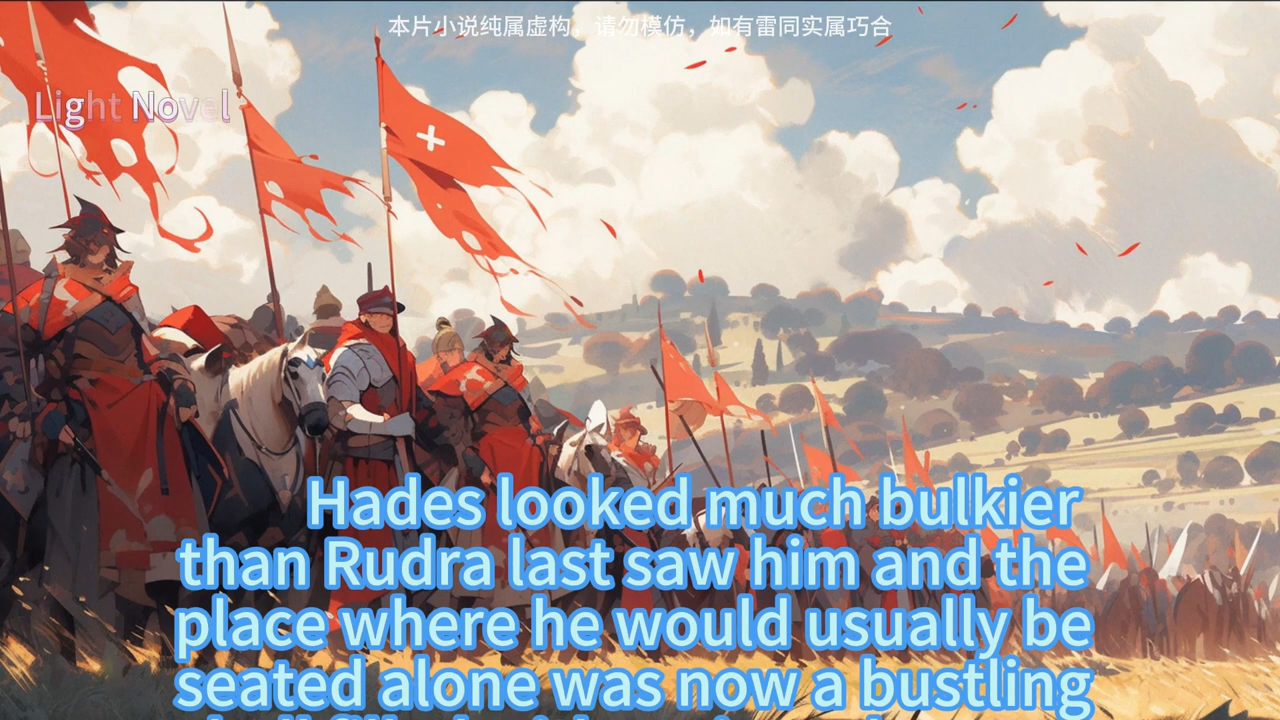 本片小说纯属虚构。请勿模仿，如有雷同实属巧合
Light Novel
Hades looked much bulkier
than Rudra last saw him and the
place where he would usually be
seated alone was now a bustling